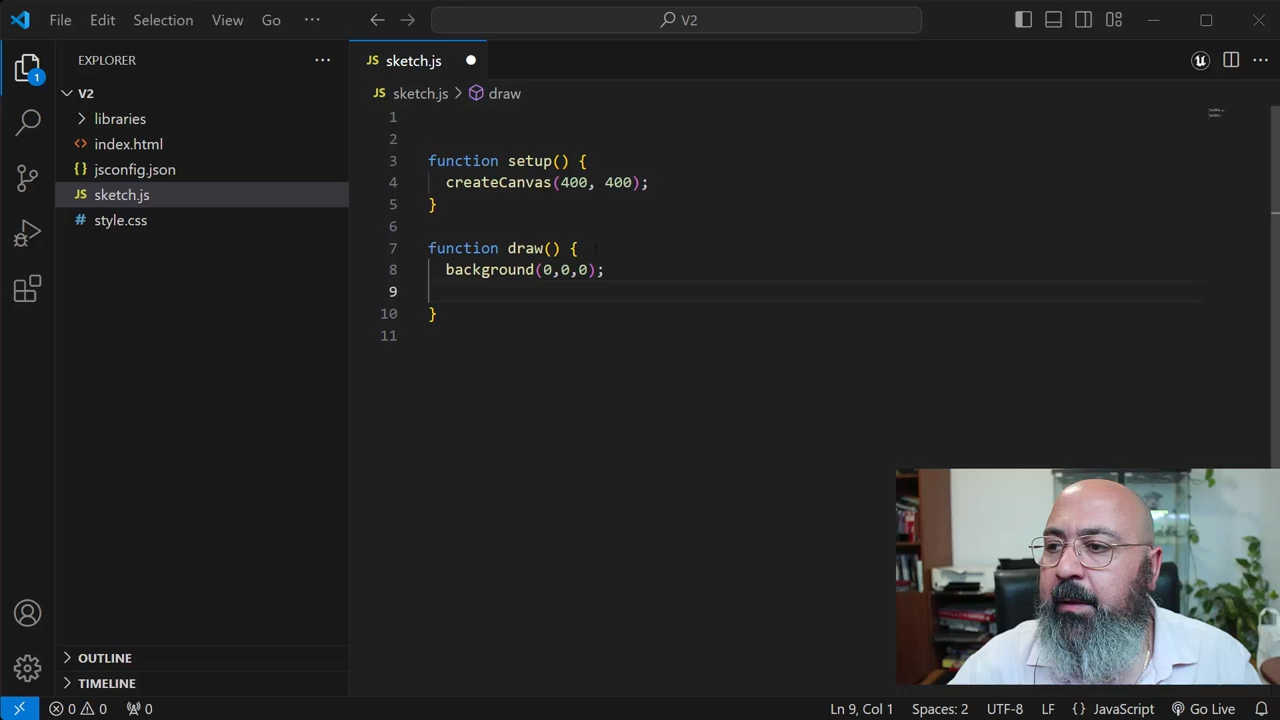 File Edit Selection View Go ··· V2
EXPLORER ···
JS sketch.js
1
V2
JS sketch.js > draw
libraries
<> index.html
{} jsconfig.json
JS sketch.js
# style.css
1
2
3 function setup() {
4 createCanvas(400, 400);
5 }
6
7 function draw() {
8 background(0,0,0);
9
10 }
11
OUTLINE
TIMELINE
0 0 0 Ln 9, Col 1 Spaces: 2 UTF-8 LF {} JavaScript Go Live